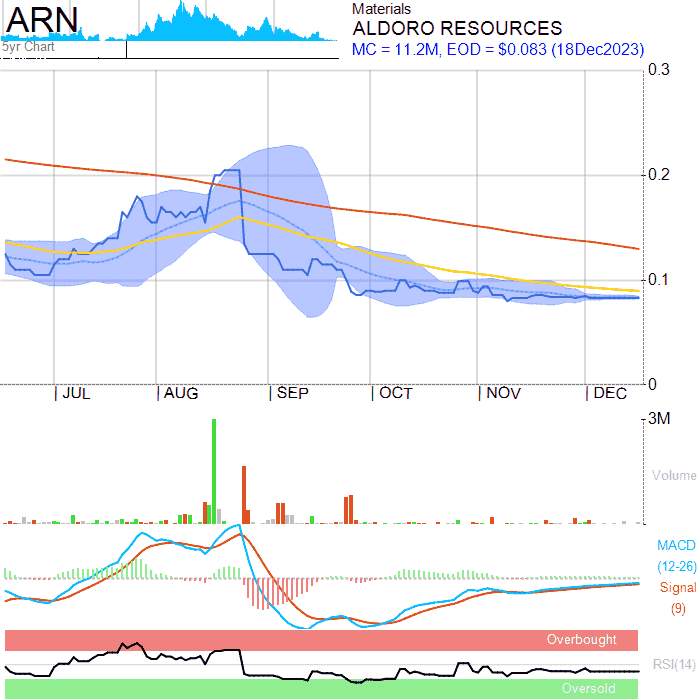 ARN
5yr Chart
Materials
ALDORO RESOURCES
MC = 11.2M, EOD = $0.083 (18Dec2023)
0.3
0.2
0.1
0
JUL AUG SEP OCT NOV DEC
3M
Volume
MACD
(12-26)
Signal
(9)
Overbought
RSI(14)
Oversold